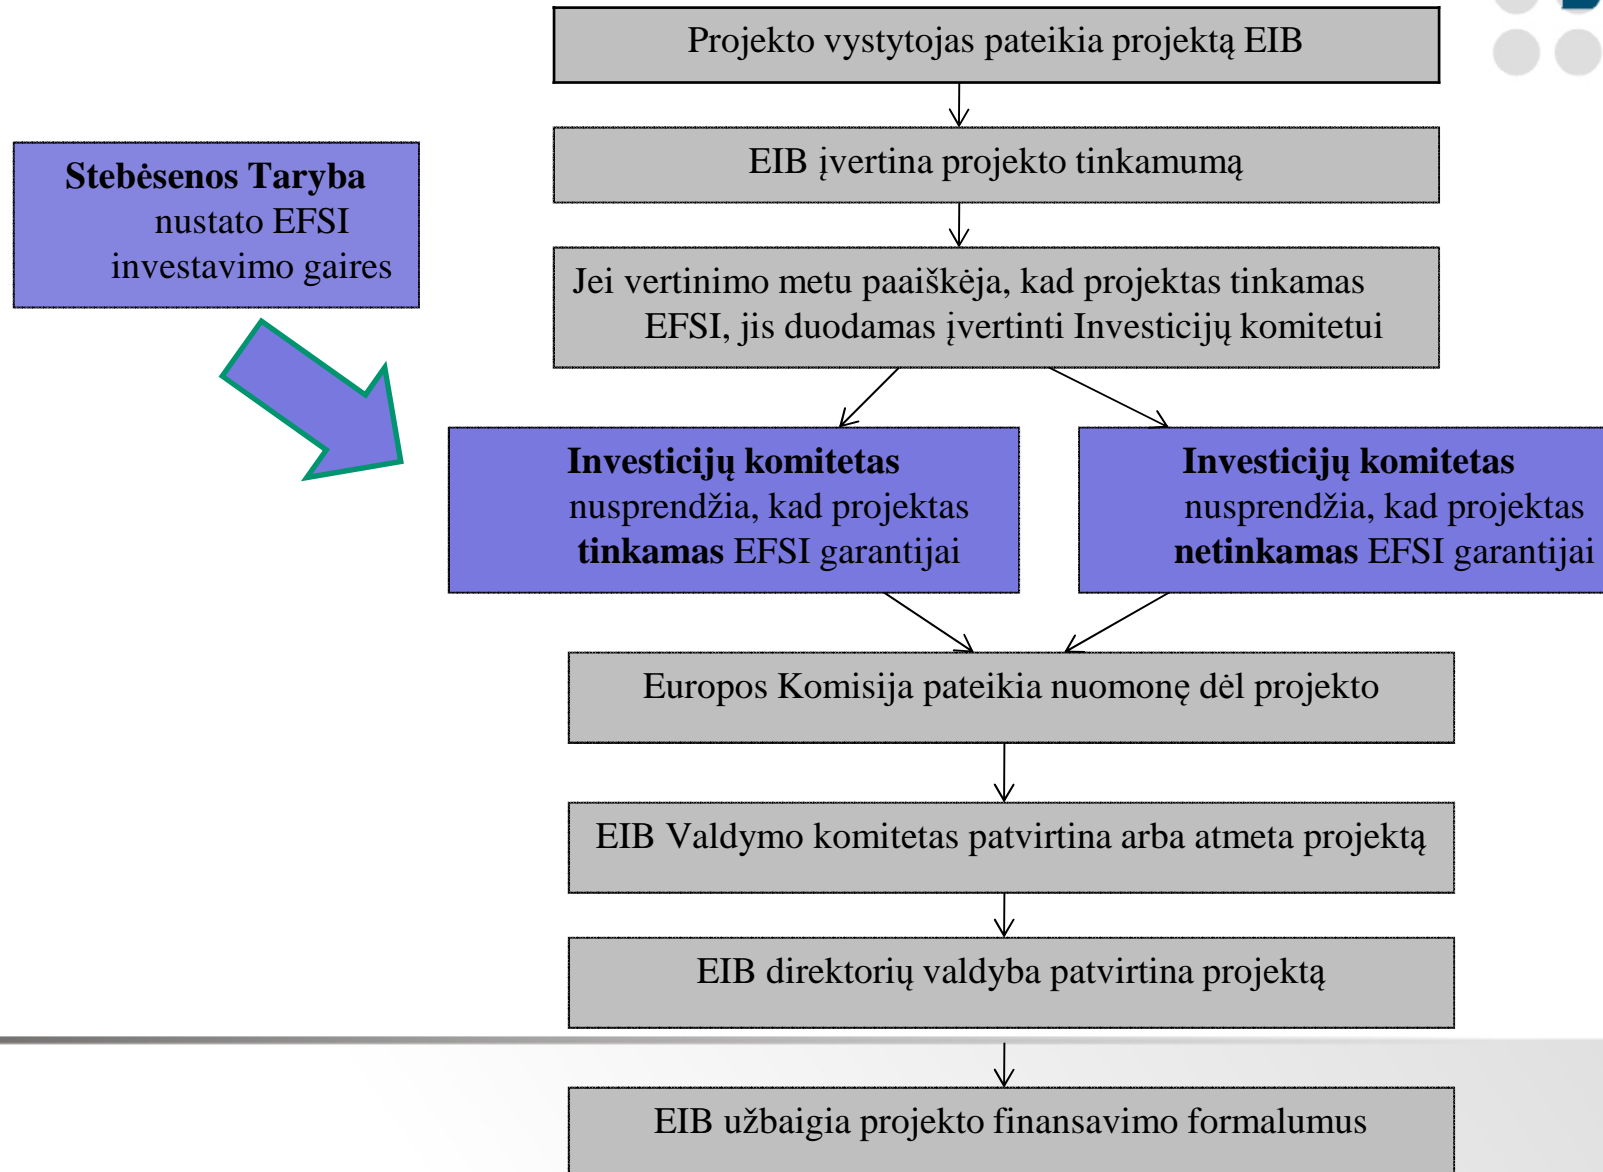 Projekto vystytojas pateikia projektą EIB
EIB įvertina projekto tinkamumą
Stebėsenos Taryba
nustato EFSI
investavimo gaires
Jei vertinimo metu paaiškėja, kad projektas tinkamas
EFSI, jis duodamas įvertinti Investicijų komitetui
Investicijų komitetas
nusprendžia, kad projektas
tinkamas EFSI garantijai
Investicijų komitetas
nusprendžia, kad projektas
netinkamas EFSI garantijai
Europos Komisija pateikia nuomonę dėl projekto
EIB Valdymo komitetas patvirtina arba atmeta projektą
EIB direktorių valdyba patvirtina projektą
EIB užbaigia projekto finansavimo formalumus